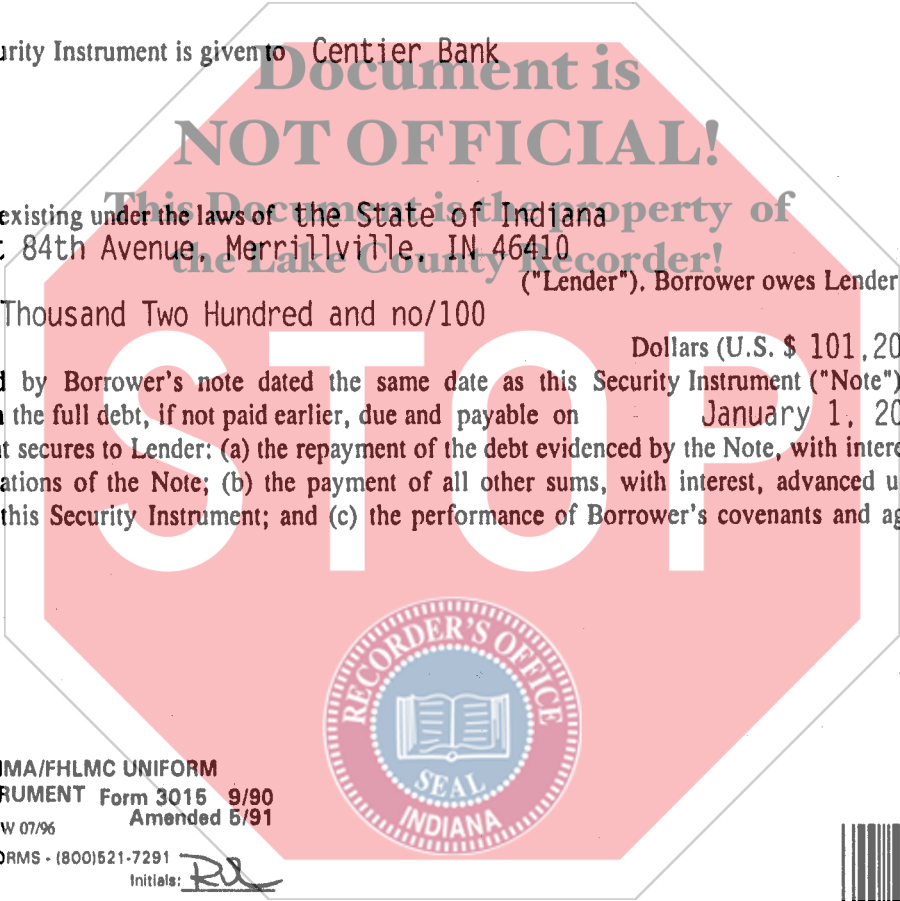 urity Instrument is given to Centier Bank
Document is
NOT OFFICIAL!
This Document is the property of
the Lake County Recorder!
existing under the laws of the State of Indiana
84th Avenue, Merrillville, IN 46410
("Lender"). Borrower owes Lender
Thousand Two Hundred and no/100
Dollars (U.S. $ 101,20
STOP
by Borrower's note dated the same date as this Security Instrument ("Note")
the full debt, if not paid earlier, due and payable on January 1, 20
t secures to Lender: (a) the repayment of the debt evidenced by the Note, with intere
ations of the Note; (b) the payment of all other sums, with interest, advanced u
this Security Instrument; and (c) the performance of Borrower's covenants and ag
RECORDER'S OFFICE
SEAL
INDIANA
MA/FHLMC UNIFORM
RUMENT Form 3015 9/90
Amended 5/91
W 07/96
ORMS - (800)521-7291
Initials: